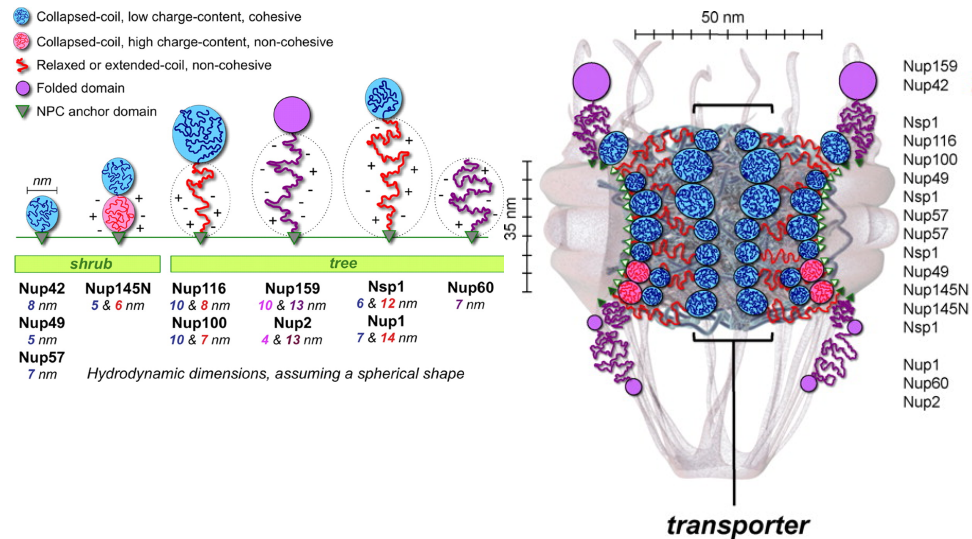 Collapsed-coil, low charge-content, cohesive
Collapsed-coil, high charge-content, non-cohesive
Relaxed or extended-coil, non-cohesive
Folded domain
NPC anchor domain
nm
shrub
tree
Nup42
8 nm
Nup49
5 nm
Nup57
7 nm
Nup145N
5 & 6 nm
Nup116
10 & 8 nm
Nup100
10 & 7 nm
Nup159
10 & 13 nm
Nup2
4 & 13 nm
Nsp1
6 & 12 nm
Nup1
7 & 14 nm
Nup60
7 nm
Hydrodynamic dimensions, assuming a spherical shape
50 nm
35 nm
Nup159
Nup42
Nsp1
Nup116
Nup100
Nup49
Nsp1
Nup57
Nup57
Nsp1
Nup49
Nup145N
Nup145N
Nsp1
Nup1
Nup60
Nup2
transporter